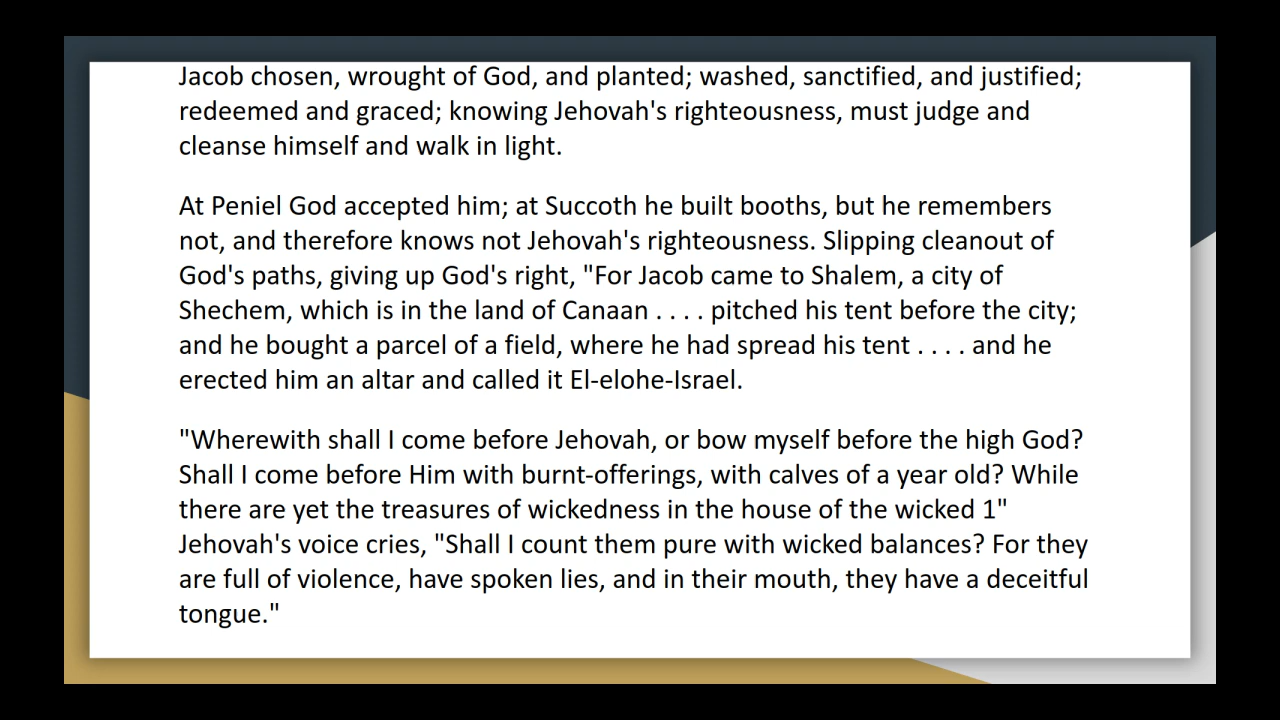 Jacob chosen, wrought of God, and planted; washed, sanctified, and justified;
redeemed and graced; knowing Jehovah's righteousness, must judge and
cleanse himself and walk in light.
At Peniel God accepted him; at Succoth he built booths, but he remembers
not, and therefore knows not Jehovah's righteousness. Slipping cleanout of
God's paths, giving up God's right, "For Jacob came to Shalem, a city of
Shechem, which is in the land of Canaan . . . . pitched his tent before the city;
and he bought a parcel of a field, where he had spread his tent . . . . and he
erected him an altar and called it El-elohe-Israel.
"Wherewith shall I come before Jehovah, or bow myself before the high God?
Shall I come before Him with burnt-offerings, with calves of a year old? While
there are yet the treasures of wickedness in the house of the wicked 1"
Jehovah's voice cries, "Shall I count them pure with wicked balances? For they
are full of violence, have spoken lies, and in their mouth, they have a deceitful
tongue."